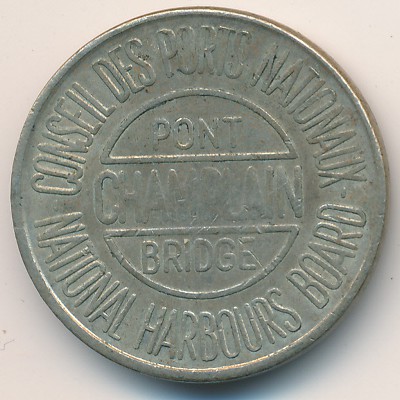 CONSEIL DES PORTS NATIONAUX -
PONT
CHAMPLAIN
BRIDGE
NATIONAL HARBOURS BOARD -